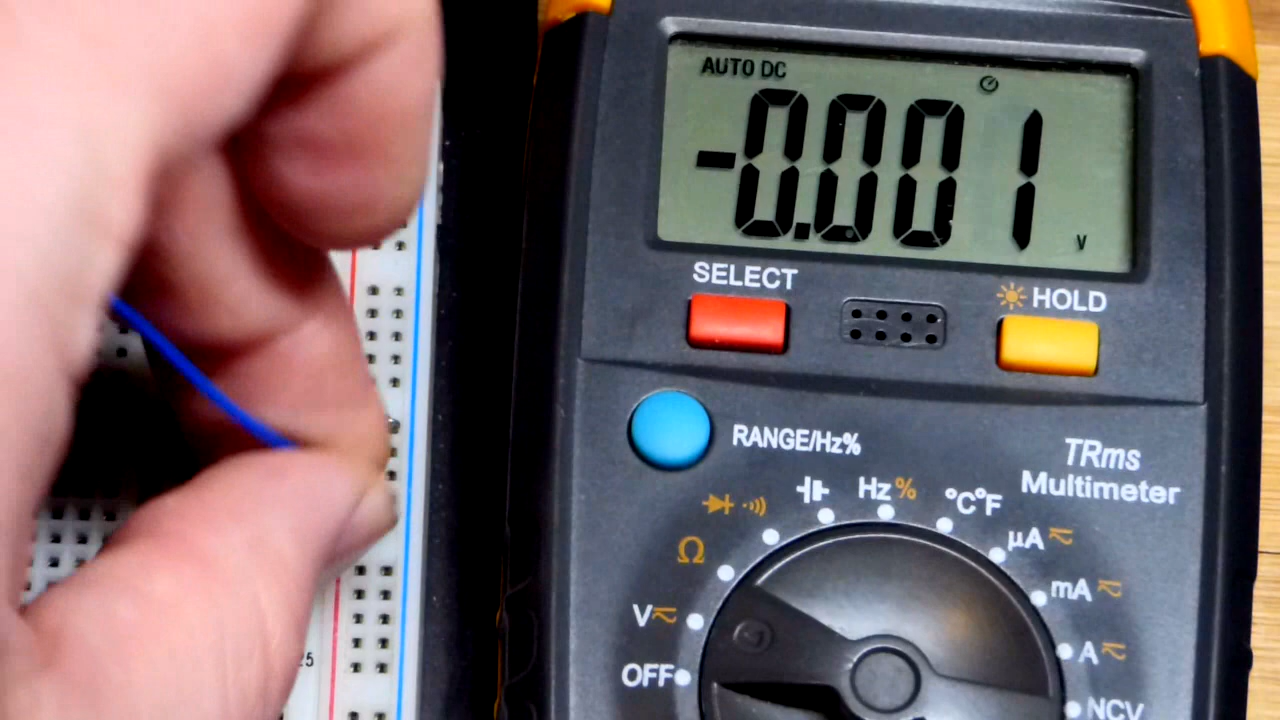 AUTO DC
-0.001
V
SELECT
HOLD
RANGE/Hz%
TRms
Multimeter
Hz %
°C°F
Ω
µA
mA
V
A
OFF
NCV
25